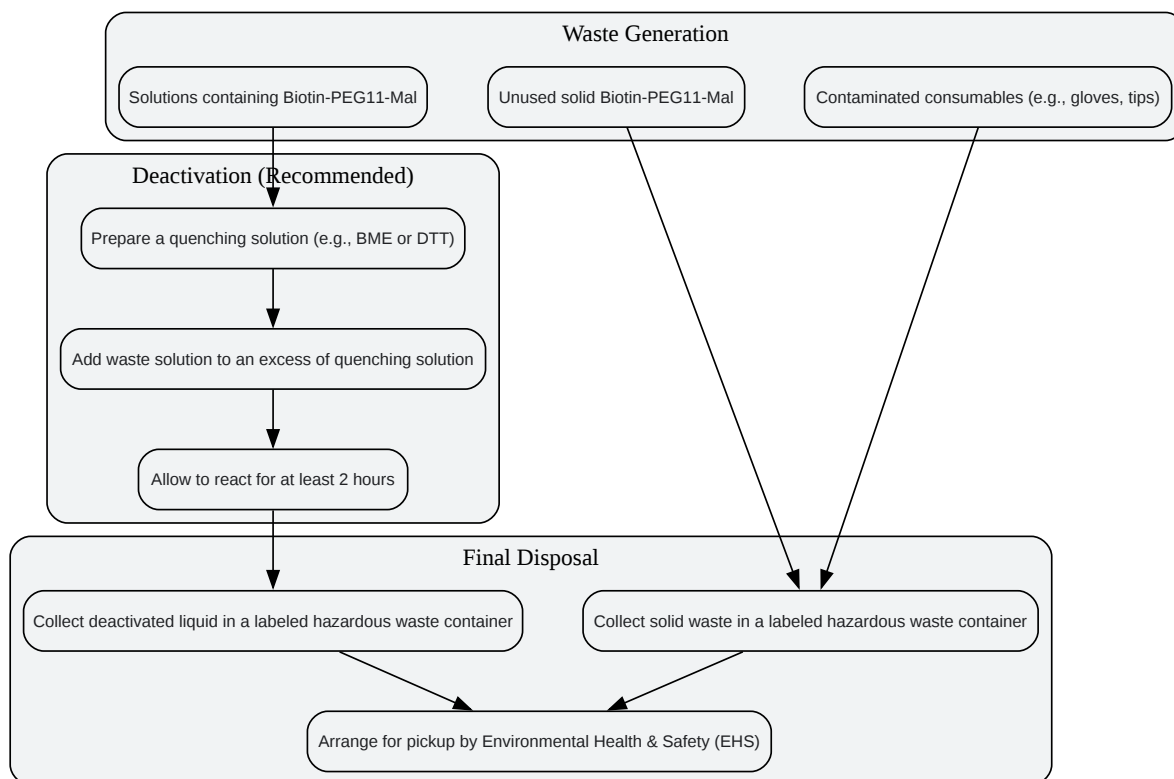 Waste Generation
Solutions containing Biotin-PEG11-Mal
Unused solid Biotin-PEG11-Mal
Contaminated consumables (e.g., gloves, tips)
Deactivation (Recommended)
Prepare a quenching solution (e.g., BME or DTT)
Add waste solution to an excess of quenching solution
Allow to react for at least 2 hours
Final Disposal
Collect deactivated liquid in a labeled hazardous waste container
Collect solid waste in a labeled hazardous waste container
Arrange for pickup by Environmental Health & Safety (EHS)